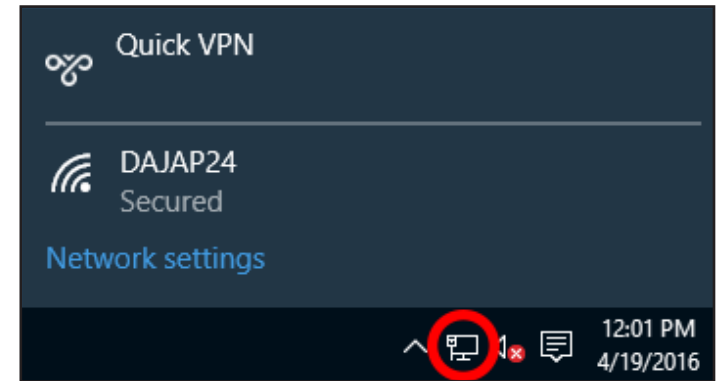 Quick VPN
DAJAP24
Secured
Network settings
12:01 PM
4/19/2016